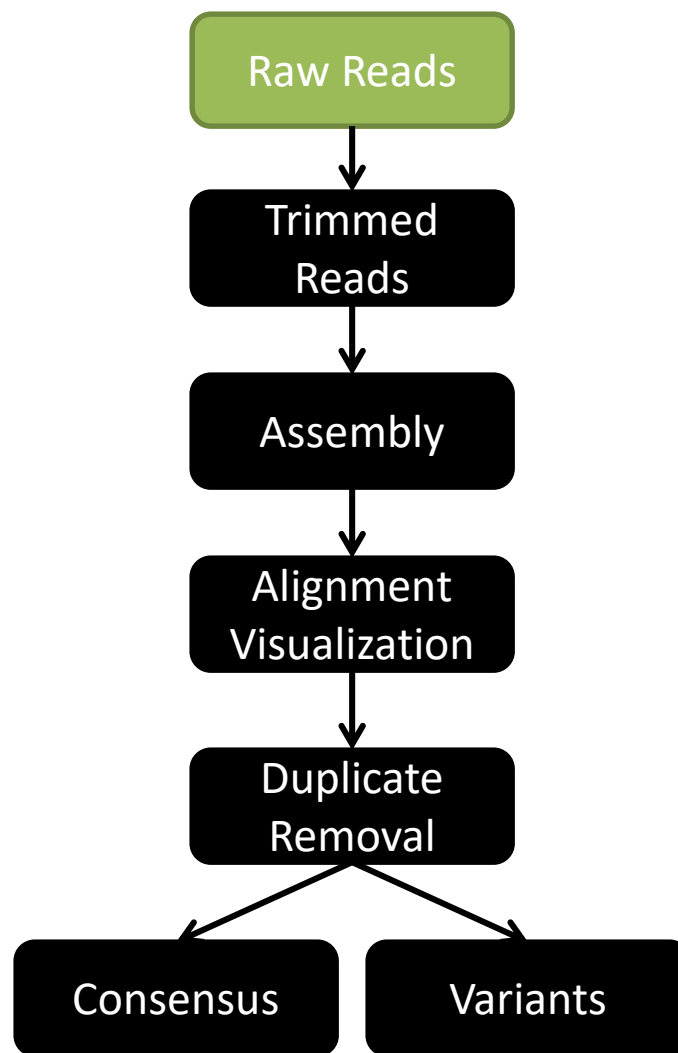 Raw Reads
Trimmed
Reads
Assembly
Alignment
Visualization
Duplicate
Removal
Consensus
Variants